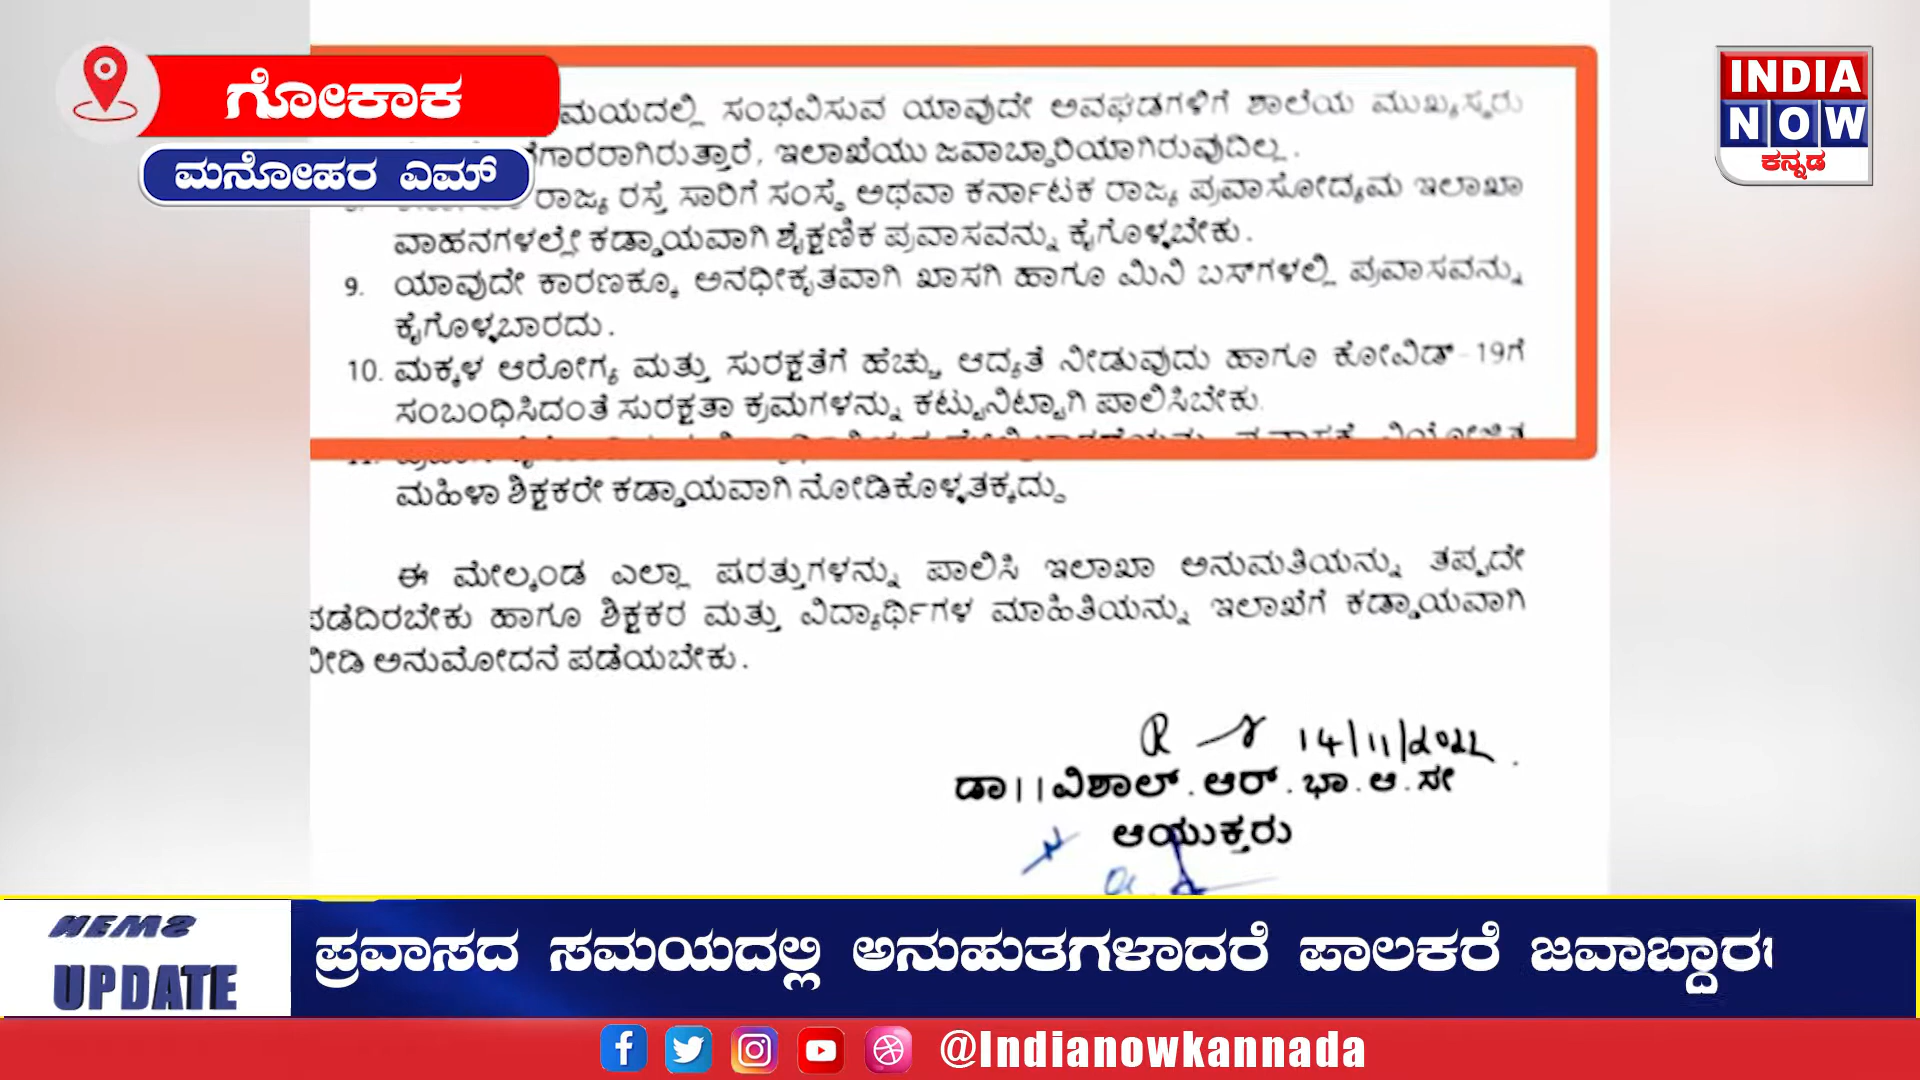 ಗೋಕಾಕ
ಮನೋಹರ ಎಮ್
INDIA
NOW
ಕನ್ನಡ
ಸಂಭವಿಸುವ ಯಾವುದೇ ಅವಘಡಗಳಿಗೆ ಶಾಲೆಯ ಮುಖ್ಯಸ್ಥರು
ಇಲಾಖೆಯು ಜವಾಬ್ದಾರಿಯಾಗಿರುವುದಿಲ್ಲ.
ರಾಜ್ಯ ರಸ್ತೆ ಸಾರಿಗೆ ಸಂಸ್ಥೆ ಅಥವಾ ಕರ್ನಾಟಕ ರಾಜ್ಯ ಪ್ರವಾಸೋದ್ಯಮ ಇಲಾಖಾ
ವಾಹನಗಳಲ್ಲೇ ಕಡ್ಡಾಯವಾಗಿ ಶೈಕ್ಷಣಿಕ ಪ್ರವಾಸವನ್ನು ಕೈಗೊಳ್ಳಬೇಕು.
9. ಯಾವುದೇ ಕಾರಣಕ್ಕೂ ಅನಧೀಕೃತವಾಗಿ ಖಾಸಗಿ ಹಾಗೂ ಮಿನಿ ಬಸ್‌ಗಳಲ್ಲಿ ಪ್ರವಾಸವನ್ನು
ಕೈಗೊಳ್ಳಬಾರದು.
10. ಮಕ್ಕಳ ಆರೋಗ್ಯ ಮತ್ತು ಸುರಕ್ಷತೆಗೆ ಹೆಚ್ಚು ಆದ್ಯತೆ ನೀಡುವುದು ಹಾಗೂ ಕೋವಿಡ್-19ಗೆ
ಸಂಬಂಧಿಸಿದಂತೆ ಸುರಕ್ಷತಾ ಕ್ರಮಗಳನ್ನು ಕಟ್ಟುನಿಟ್ಟಾಗಿ ಪಾಲಿಸಿಬೇಕು.
ಮಹಿಳಾ ಶಿಕ್ಷಕರೇ ಕಡ್ಡಾಯವಾಗಿ ನೋಡಿಕೊಳ್ಳತಕ್ಕದ್ದು
ಈ ಮೇಲ್ಕಂಡ ಎಲ್ಲಾ ಷರತ್ತುಗಳನ್ನು ಪಾಲಿಸಿ ಇಲಾಖಾ ಅನುಮತಿಯನ್ನು ತಪ್ಪದೇ
ಪಡೆದಿರಬೇಕು ಹಾಗೂ ಶಿಕ್ಷಕರ ಮತ್ತು ವಿದ್ಯಾರ್ಥಿಗಳ ಮಾಹಿತಿಯನ್ನು ಇಲಾಖೆಗೆ ಕಡ್ಡಾಯವಾಗಿ
ನೀಡಿ ಅನುಮೋದನೆ ಪಡೆಯಬೇಕು.
14/11/2022
ಡಾ||ವಿಶಾಲ್.ಆರ್.ಭಾ.ಆ.ಸೇ
ಆಯುಕ್ತರು
NEWS
UPDATE
ಪ್ರವಾಸದ ಸಮಯದಲ್ಲಿ ಅನುಹುತಗಳಾದರೆ ಪಾಲಕರೆ
@Indianowkannada